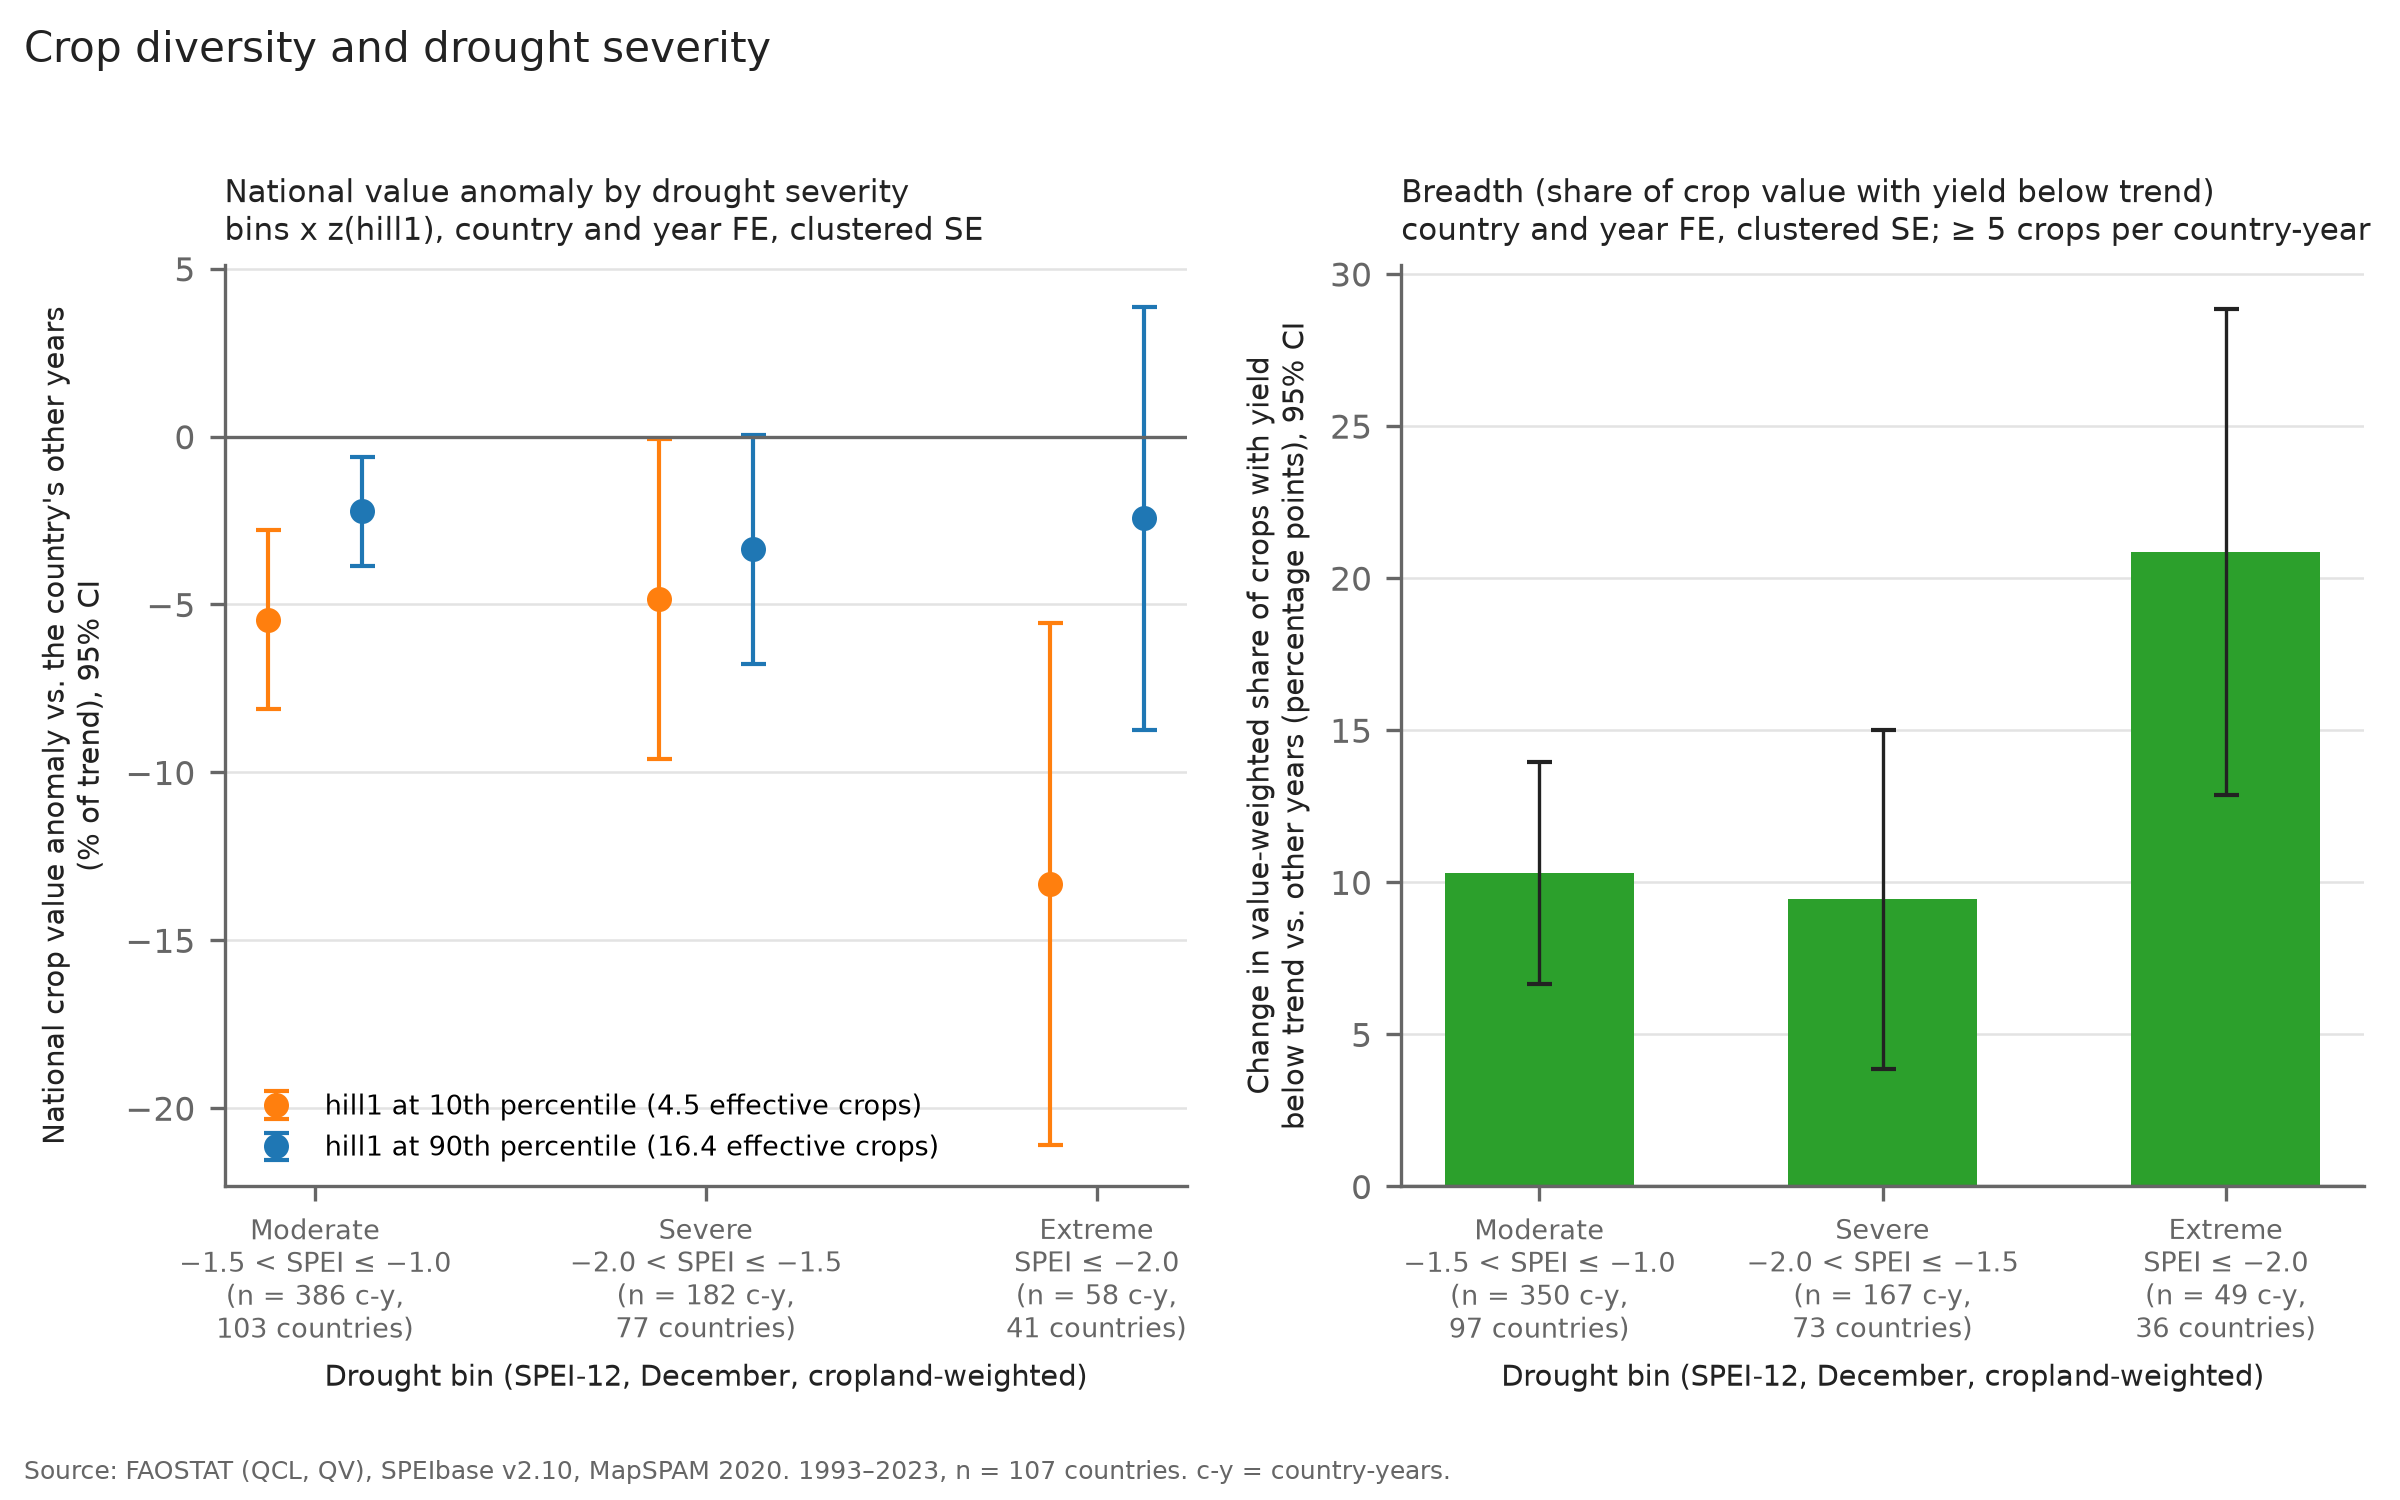 Crop diversity and drought severity
National value anomaly by drought severity
bins x z(hill1), country and year FE, clustered SE
National crop value anomaly vs. the country's other years
(% of trend), 95% CI
5
0
−5
−10
−15
−20
hill1 at 10th percentile (4.5 effective crops)
hill1 at 90th percentile (16.4 effective crops)
Moderate
−1.5 < SPEI ≤ −1.0
(n = 386 c-y,
103 countries)
Severe
−2.0 < SPEI ≤ −1.5
(n = 182 c-y,
77 countries)
Extreme
SPEI ≤ −2.0
(n = 58 c-y,
41 countries)
Drought bin (SPEI-12, December, cropland-weighted)
Breadth (share of crop value with yield below trend)
country and year FE, clustered SE; ≥ 5 crops per country-year
Change in value-weighted share of crops with yield
below trend vs. other years (percentage points), 95% CI
30
25
20
15
10
5
0
Moderate
−1.5 < SPEI ≤ −1.0
(n = 350 c-y,
97 countries)
Severe
−2.0 < SPEI ≤ −1.5
(n = 167 c-y,
73 countries)
Extreme
SPEI ≤ −2.0
(n = 49 c-y,
36 countries)
Drought bin (SPEI-12, December, cropland-weighted)
Source: FAOSTAT (QCL, QV), SPEIbase v2.10, MapSPAM 2020. 1993–2023, n = 107 countries. c-y = country-years.